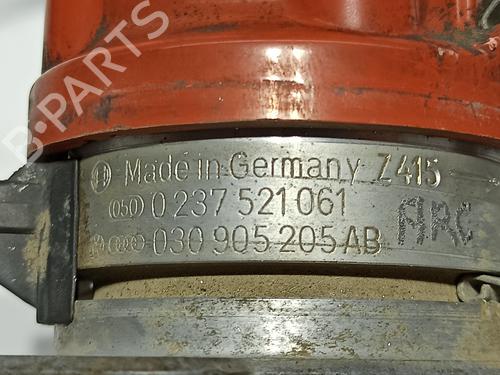 B-PARTS
Made in Germany Z415
(050) 0 237 521 061
030 905 205 AB
ARC